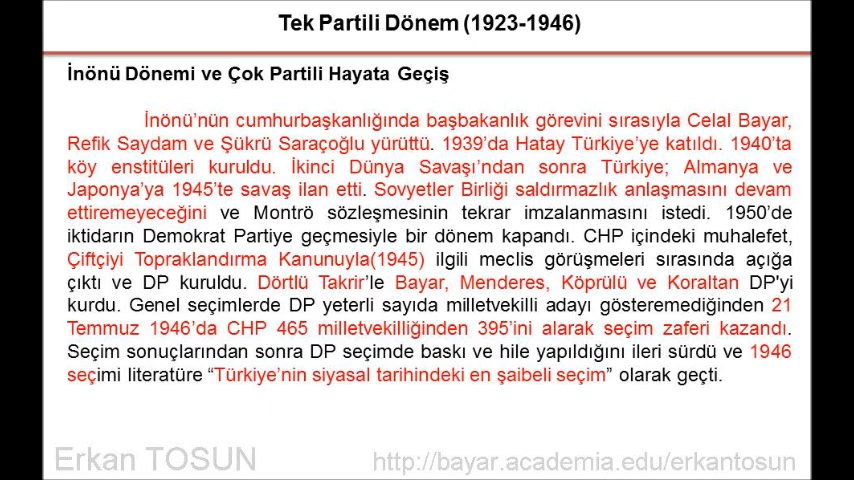 Tek Partili Dönem (1923-1946)
İnönü Dönemi ve Çok Partili Hayata Geçiş
İnönü’nün cumhurbaşkanlığında başbakanlık görevini sırasıyla Celal Bayar,
Refik Saydam ve Şükrü Saraçoğlu yürüttü. 1939’da Hatay Türkiye’ye katıldı. 1940’ta
köy enstitüleri kuruldu. İkinci Dünya Savaşı’ndan sonra Türkiye; Almanya ve
Japonya’ya 1945’te savaş ilan etti. Sovyetler Birliği saldırmazlık anlaşmasını devam
ettiremeyeceğini ve Montrö sözleşmesinin tekrar imzalanmasını istedi. 1950’de
iktidarın Demokrat Partiye geçmesiyle bir dönem kapandı. CHP içindeki muhalefet,
Çiftçiyi Topraklandırma Kanunuyla(1945) ilgili meclis görüşmeleri sırasında açığa
çıktı ve DP kuruldu. Dörtlü Takrir’le Bayar, Menderes, Köprülü ve Koraltan DP'yi
kurdu. Genel seçimlerde DP yeterli sayıda milletvekilli adayı gösteremediğinden 21
Temmuz 1946’da CHP 465 milletvekilliğinden 395’ini alarak seçim zaferi kazandı.
Seçim sonuçlarından sonra DP seçimde baskı ve hile yapıldığını ileri sürdü ve 1946
seçimi literatüre “Türkiye’nin siyasal tarihindeki en şaibeli seçim” olarak geçti.
Erkan TOSUN
http://bayar.academia.edu/erkantosun